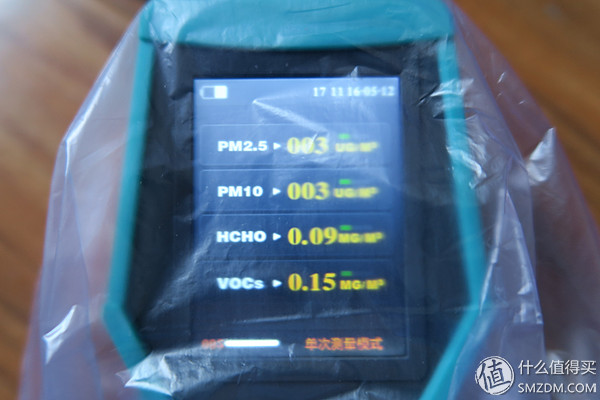 17 11 16-05-12
PM2.5 ▸ 003 UG/M³
PM10 ▸ 003 UG/M³
HCHO ▸ 0.09 MG/M³
VOCs ▸ 0.15 MG/M³
单次测量模式
值 什么值得买
SMZDM.COM